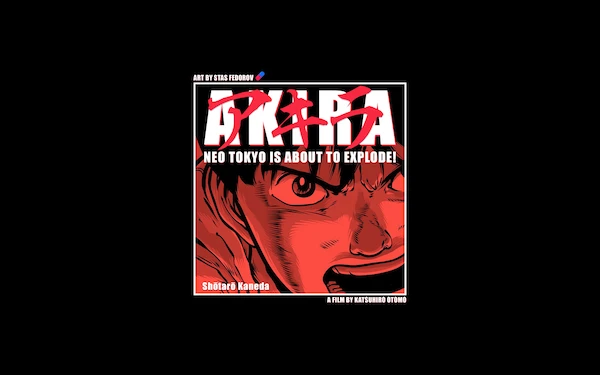 ART BY STAS FEDOROV
AKIRA
アキラ
NEO TOKYO IS ABOUT TO EXPLODE!
Shōtarō Kaneda
A FILM BY KATSUHIRO OTOMO